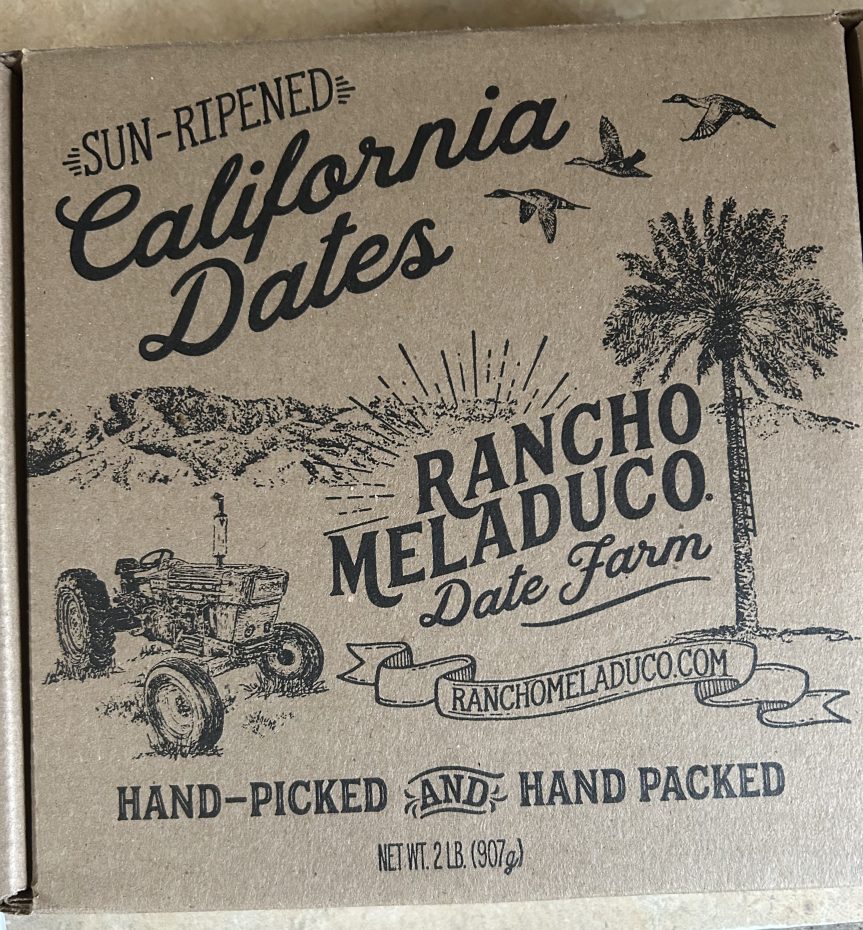 SUN-RIPENED
California
Dates
RANCHO
MELADUCO.
Date Farm
RANCHOMELADUCO.COM
HAND-PICKED AND HAND PACKED
NET WT. 2 LB. (907g)